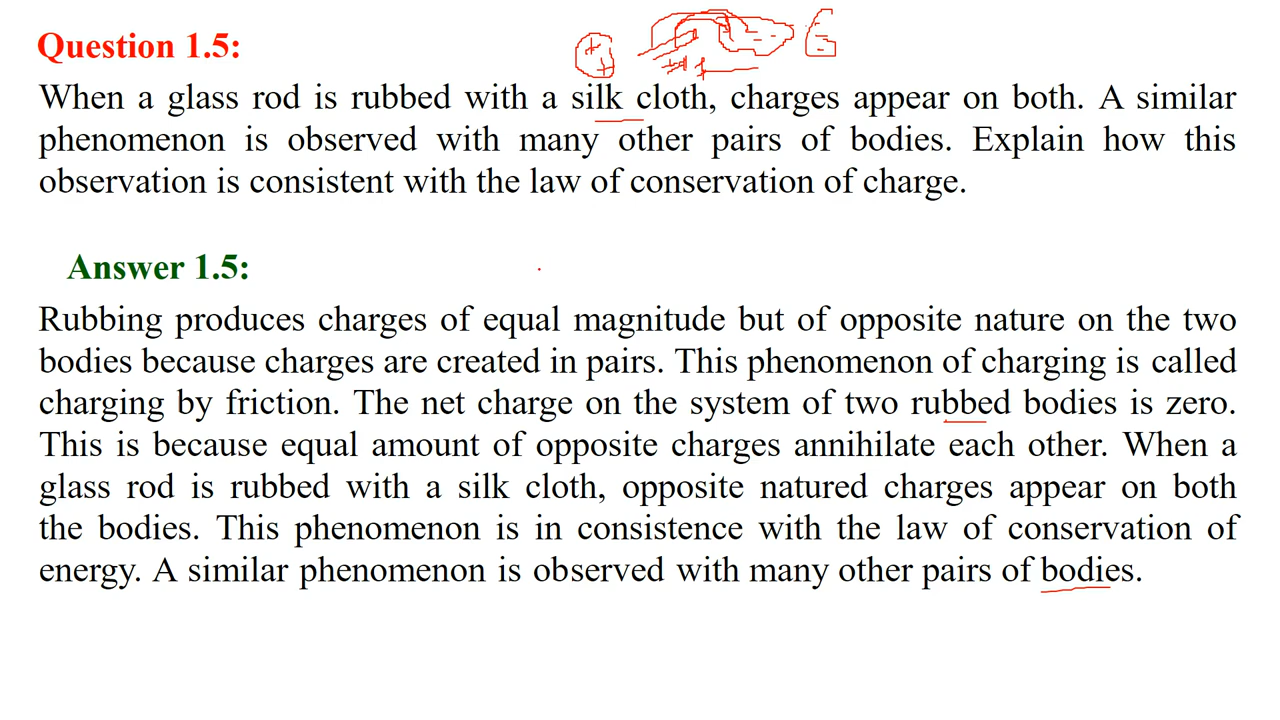 Question 1.5:
When a glass rod is rubbed with a silk cloth, charges appear on both. A similar
phenomenon is observed with many other pairs of bodies. Explain how this
observation is consistent with the law of conservation of charge.
Answer 1.5:
Rubbing produces charges of equal magnitude but of opposite nature on the two
bodies because charges are created in pairs. This phenomenon of charging is called
charging by friction. The net charge on the system of two rubbed bodies is zero.
This is because equal amount of opposite charges annihilate each other. When a
glass rod is rubbed with a silk cloth, opposite natured charges appear on both
the bodies. This phenomenon is in consistence with the law of conservation of
energy. A similar phenomenon is observed with many other pairs of bodies.